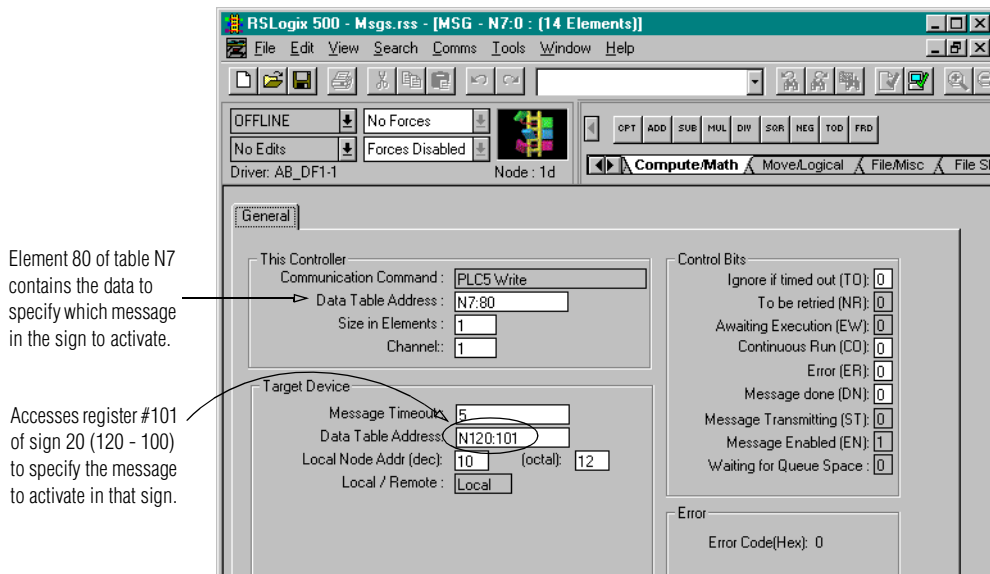 RSLogix 500 - Msgs.rss - [MSG - N7:0 : (14 Elements)]
File Edit View Search Comms Tools Window Help
OFFLINE No Forces
No Edits Forces Disabled
Driver: AB_DF1-1 Node : 1d
CPT ADD SUB MUL DIV SQR NEG TOD FRD
Compute/Math Move/Logical File/Misc File S
General
Element 80 of table N7
contains the data to
specify which message
in the sign to activate.
This Controller
Communication Command : PLC5 Write
Data Table Address : N7:80
Size in Elements : 1
Channel:: 1
Accesses register #101
of sign 20 (120 - 100)
to specify the message
to activate in that sign.
Target Device
Message Timeout: 5
Data Table Address: N120:101
Local Node Addr (dec): 10 (octal): 12
Local / Remote : Local
Control Bits
Ignore if timed out (TO): 0
To be retried (NR): 0
Awaiting Execution (EW): 0
Continuous Run (CO): 0
Error (ER): 0
Message done (DN): 0
Message Transmitting (ST): 0
Message Enabled (EN): 1
Waiting for Queue Space : 0
Error
Error Code(Hex): 0